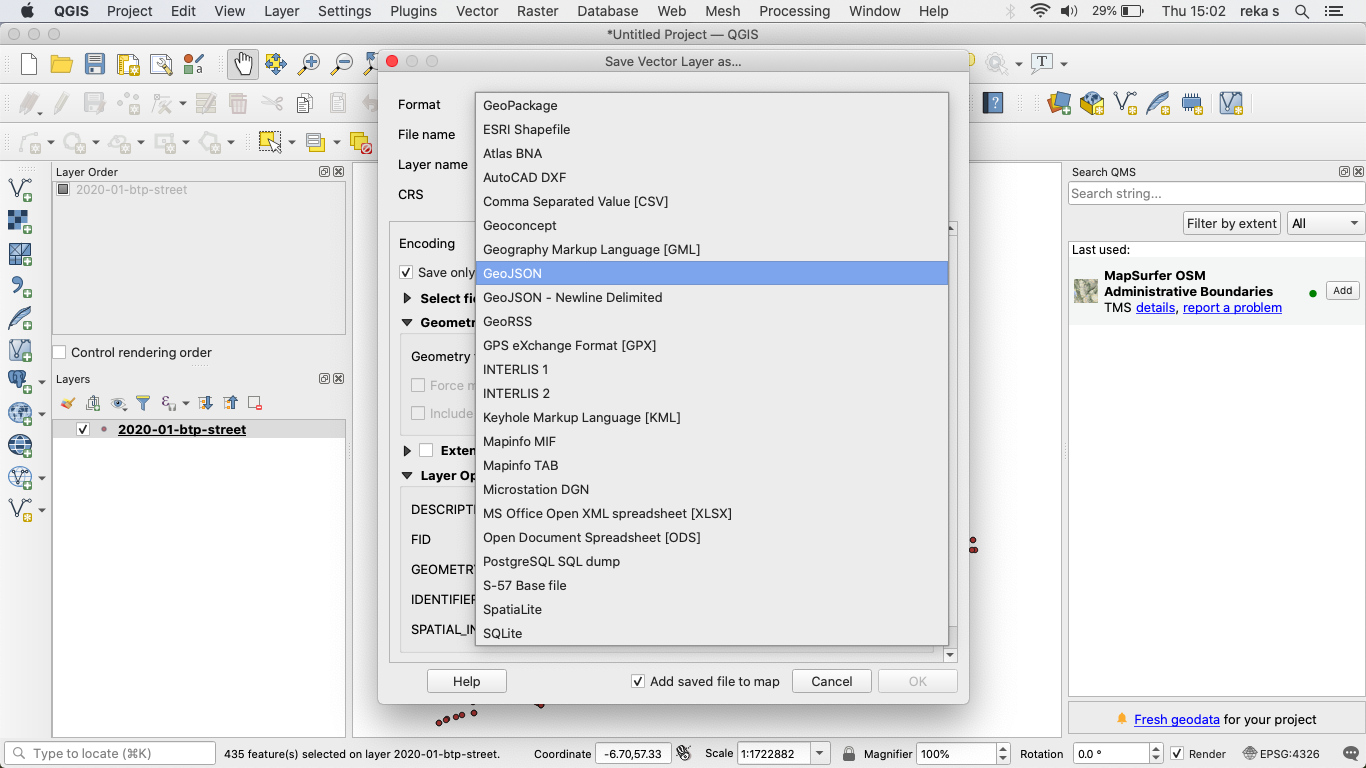 QGIS Project Edit View Layer Settings Plugins Vector Raster Database Web Mesh Processing Window Help 29% Thu 15:02 reka s
*Untitled Project — QGIS
Save Vector Layer as...
Format
File name
Layer name
CRS
Encoding
Save only
Select fie
Geometr
Geometry
Force m
Include
Exten
Layer Op
DESCRIPTI
FID
GEOMETR
IDENTIFIER
SPATIAL_IN
GeoPackage
ESRI Shapefile
Atlas BNA
AutoCAD DXF
Comma Separated Value [CSV]
Geoconcept
Geography Markup Language [GML]
GeoJSON
GeoJSON - Newline Delimited
GeoRSS
GPS eXchange Format [GPX]
INTERLIS 1
INTERLIS 2
Keyhole Markup Language [KML]
Mapinfo MIF
Mapinfo TAB
Microstation DGN
MS Office Open XML spreadsheet [XLSX]
Open Document Spreadsheet [ODS]
PostgreSQL SQL dump
S-57 Base file
SpatiaLite
SQLite
Help Add saved file to map Cancel OK
Layer Order
2020-01-btp-street
Control rendering order
Layers
2020-01-btp-street
Search QMS
Search string...
Filter by extent All
Last used:
MapSurfer OSM
Administrative Boundaries
TMS details, report a problem
Add
Fresh geodata for your project
Type to locate (⌘K) 435 feature(s) selected on layer 2020-01-btp-street. Coordinate -6.70,57.33 Scale 1:1722882 Magnifier 100% Rotation 0.0 ° Render EPSG:4326